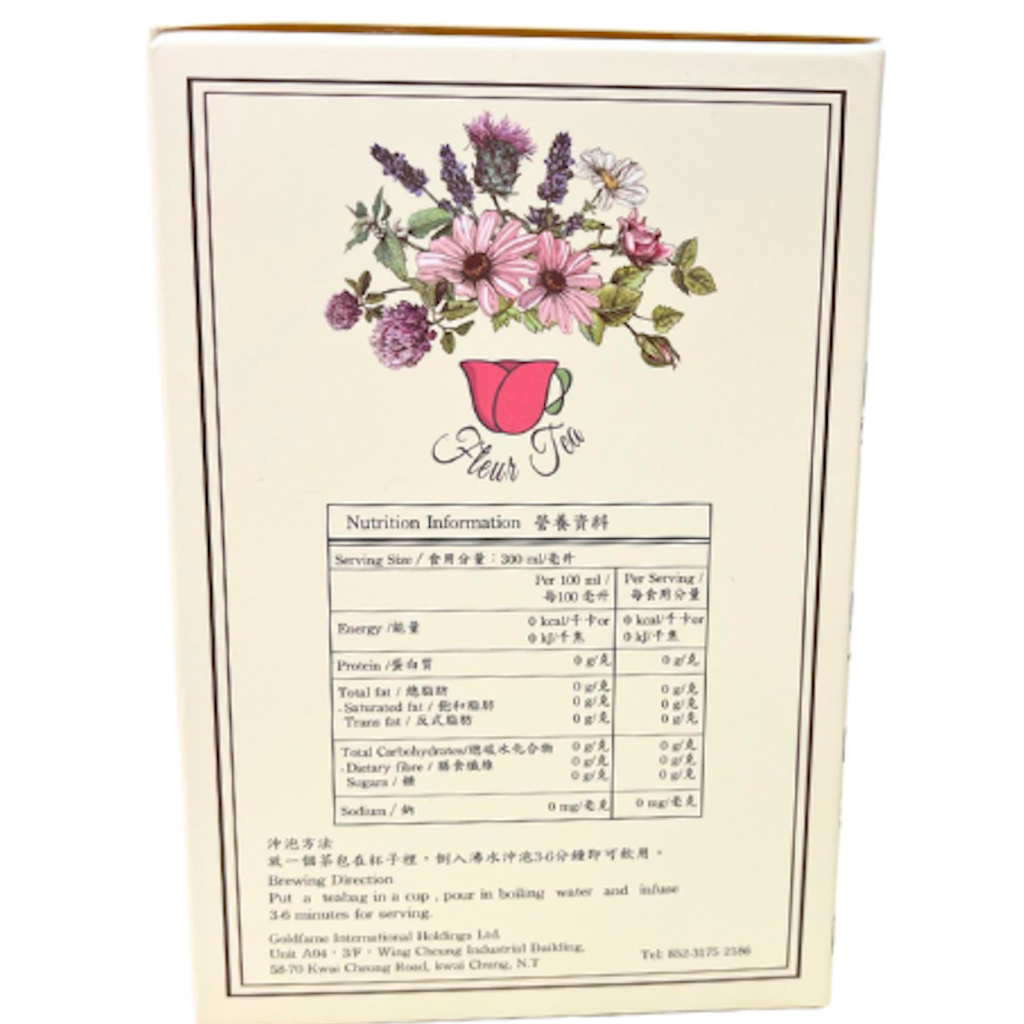 Fleur Tea
Nutrition Information 營養資料
Serving Size / 食用分量：300 ml/毫升
Per 100 ml / 每100 毫升
Per Serving / 每食用分量
Energy /能量 0 kcal/千卡or 0 kJ/千焦 0 kcal/千卡or 0 kJ/千焦
Protein /蛋白質 0 g/克 0 g/克
Total fat / 總脂肪 0 g/克 0 g/克
-Saturated fat / 飽和脂肪 0 g/克 0 g/克
Trans fat / 反式脂肪 0 g/克 0 g/克
Total Carbohydrates/總碳水化合物 0 g/克 0 g/克
-Dietary fibre / 膳食纖維 0 g/克 0 g/克
Sugars / 糖 0 g/克 0 g/克
Sodium / 鈉 0 mg/毫克 0 mg/毫克
沖泡方法
放一個茶包在杯子裡，倒入沸水沖泡3-6分鐘即可飲用。
Brewing Direction
Put a teabag in a cup , pour in boiling water and infuse
3-6 minutes for serving.
Goldfame International Holdings Ltd.
Unit A04，3/F，Wing Cheung Industrial Building,
58-70 Kwai Cheong Road, kwai Chung, N.T
Tel: 852-3175 2586